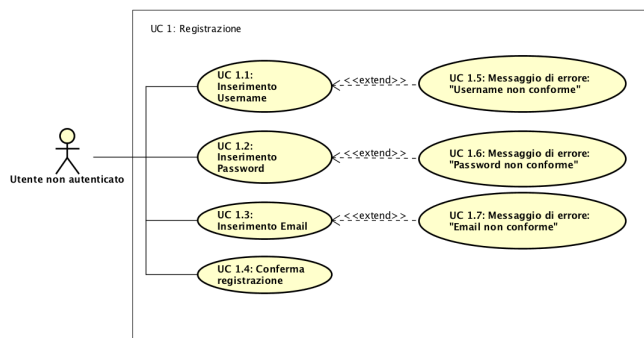 UC 1: Registrazione
UC 1.1:
Inserimento
Username
<<extend>>
UC 1.5: Messaggio di errore:
"Username non conforme"
UC 1.2:
Inserimento
Password
<<extend>>
UC 1.6: Messaggio di errore:
"Password non conforme"
Utente non autenticato
UC 1.3:
Inserimento Email
<<extend>>
UC 1.7: Messaggio di errore:
"Email non conforme"
UC 1.4: Conferma
registrazione